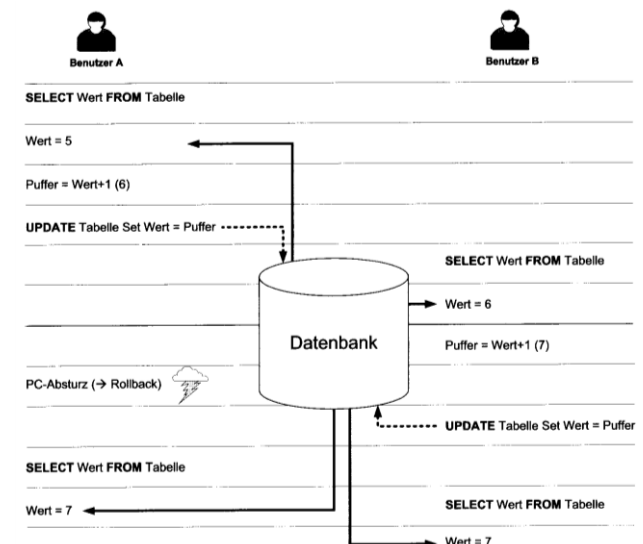 Benutzer A
Benutzer B
SELECT Wert FROM Tabelle
Wert = 5
Puffer = Wert+1 (6)
UPDATE Tabelle Set Wert = Puffer
SELECT Wert FROM Tabelle
Wert = 6
Datenbank
Puffer = Wert+1 (7)
PC-Absturz (→ Rollback)
UPDATE Tabelle Set Wert = Puffer
SELECT Wert FROM Tabelle
Wert = 7
SELECT Wert FROM Tabelle
Wert = 7